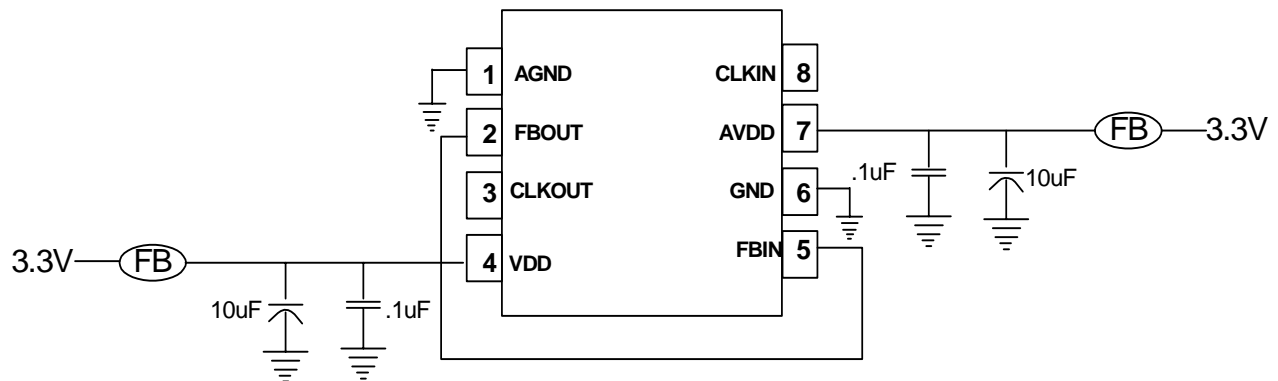 1 AGND CLKIN 8
2 FBOUT AVDD 7 FB 3.3V
3 CLKOUT GND 6 .1uF 10uF
3.3V FB 4 VDD FBIN 5
10uF .1uF